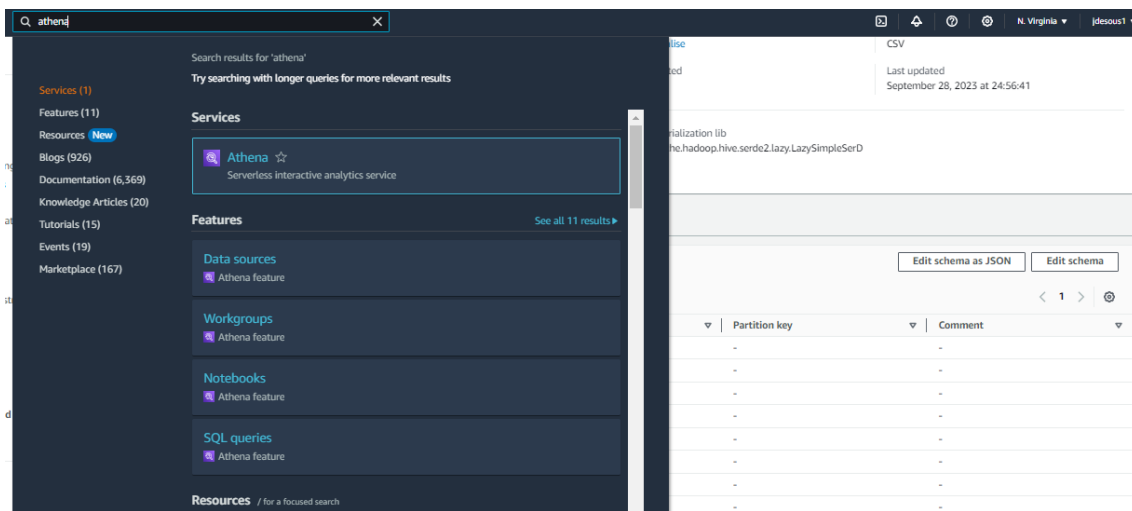 athena
N. Virginia
jdesous1
Search results for 'athena'
Try searching with longer queries for more relevant results
Services (1)
Features (11)
Resources New
Blogs (926)
Documentation (6,369)
Knowledge Articles (20)
Tutorials (15)
Events (19)
Marketplace (167)
Services
Athena
Serverless interactive analytics service
Features
See all 11 results
Data sources
Athena feature
Workgroups
Athena feature
Notebooks
Athena feature
SQL queries
Athena feature
Resources / for a focused search
lise
CSV
ted
Last updated
September 28, 2023 at 24:56:41
rialization lib
he.hadoop.hive.serde2.lazy.LazySimpleSerD
Edit schema as JSON
Edit schema
1
Partition key
Comment
- -
- -
- -
- -
- -
- -
- -
- -